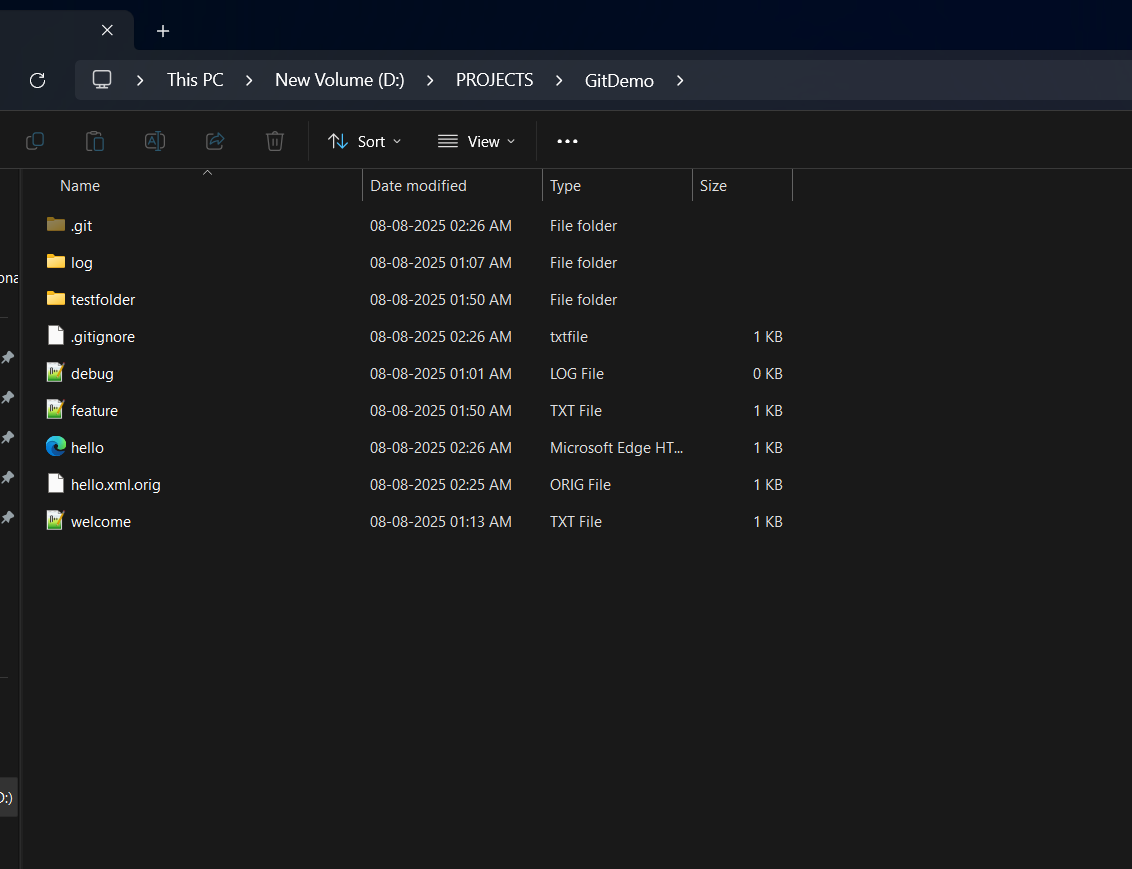 This PC New Volume (D:) PROJECTS GitDemo
Sort View
Name Date modified Type Size
.git 08-08-2025 02:26 AM File folder
log 08-08-2025 01:07 AM File folder
ona
testfolder 08-08-2025 01:50 AM File folder
.gitignore 08-08-2025 02:26 AM txtfile 1 KB
debug 08-08-2025 01:01 AM LOG File 0 KB
feature 08-08-2025 01:50 AM TXT File 1 KB
hello 08-08-2025 02:26 AM Microsoft Edge HT... 1 KB
hello.xml.orig 08-08-2025 02:25 AM ORIG File 1 KB
welcome 08-08-2025 01:13 AM TXT File 1 KB
D:)